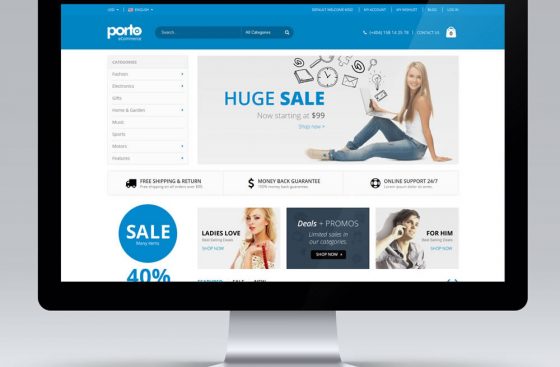 USD
ENGLISH
DEFAULT WELCOME MSG!
MY ACCOUNT
MY WISHLIST
BLOG
LOG IN
porto
eCommerce
Search...
All Categories
(+404) 158 14 25 78
CONTACT US
0
CATEGORIES
Fashion
Electronics
Gifts
Home & Garden
Music
Sports
Motors
Features
HUGE SALE
Now starting at $99
Shop now >
FREE SHIPPING & RETURN
Free shipping on all orders over $99.
MONEY BACK GUARANTEE
100% money back guarantee.
ONLINE SUPPORT 24/7
Lorem ipsum dolor sit amet.
SALE
Many items
40%
LADIES LOVE
Best Selling Deals
SHOP NOW
Deals + PROMOS
Limited sales in
our categories.
SHOP NOW >
FOR HIM
Best Selling Deals
SHOP NOW
FEATURED
SALE
NEW